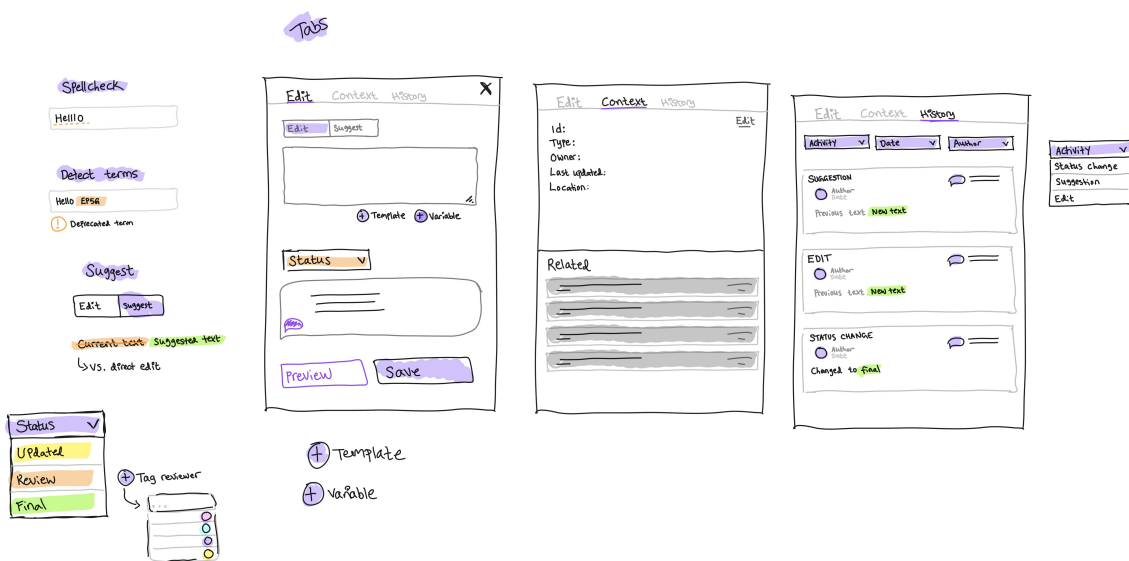 Tabs
Spellcheck
Helllo
Detect terms
Hello EPSG
Deprecated term
Suggest
Edit Suggest
Current text Suggested text
vs. direct edit
Status
Updated
Review
Final
Tag reviewer
...
X
Edit Context History
Edit Suggest
Template Variable
Status
Preview Save
Template
Variable
Edit Context History
Edit
Id:
Type:
Owner:
Last updated:
Location:
Related
Edit Context History
Activity Date Author
SUGGESTION
Author
Date
Previous text New text
EDIT
Author
Date
Previous text New text
STATUS CHANGE
Author
Date
Changed to final
Activity
Status change
Suggestion
Edit